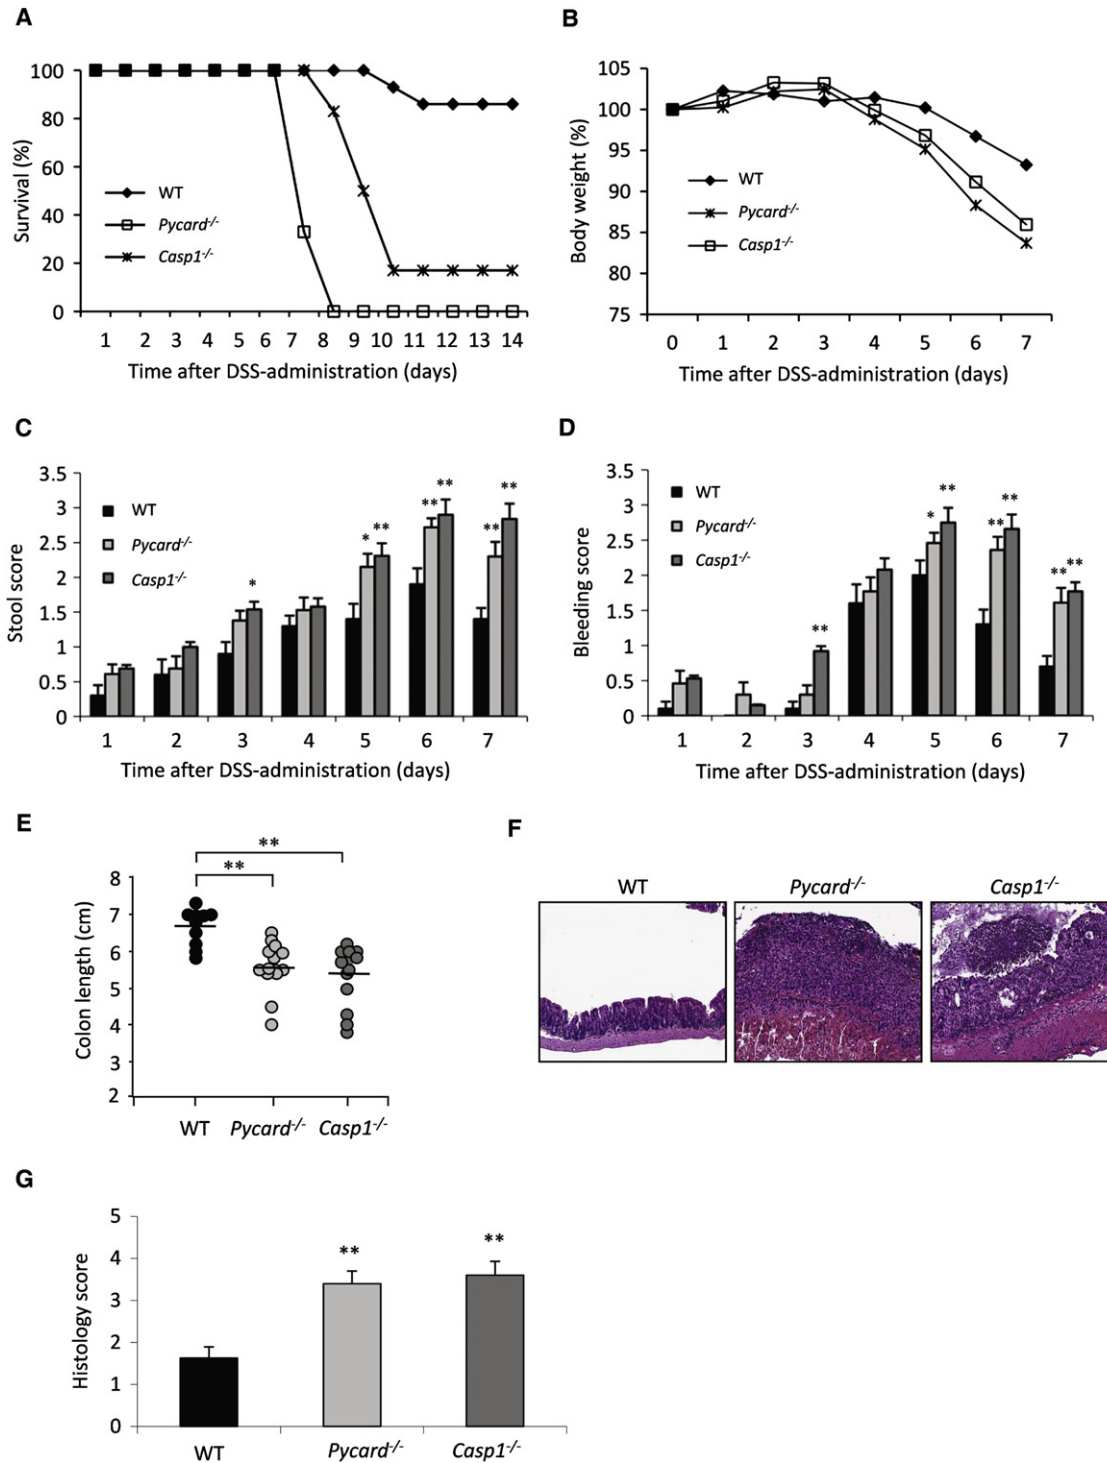 A
100
80
60
40
20
0
Survival (%)
WT
Pycard-/-
Casp1-/-
1 2 3 4 5 6 7 8 9 10 11 12 13 14
Time after DSS-administration (days)
B
105
100
95
90
85
80
75
Body weight (%)
WT
Pycard-/-
Casp1-/-
0 1 2 3 4 5 6 7
Time after DSS-administration (days)
C
3.5
3
2.5
2
1.5
1
0.5
0
Stool score
WT
Pycard-/-
Casp1-/-
* * ** ** ** ** **
1 2 3 4 5 6 7
Time after DSS-administration (days)
D
3.5
3
2.5
2
1.5
1
0.5
0
Bleeding score
WT
Pycard-/-
Casp1-/-
** * ** ** ** ** **
1 2 3 4 5 6 7
Time after DSS-administration (days)
E
**
**
8
7
6
5
4
3
2
Colon length (cm)
WT Pycard-/- Casp1-/-
F
WT Pycard-/- Casp1-/-
G
5
4
3
2
1
0
Histology score
** **
WT Pycard-/- Casp1-/-